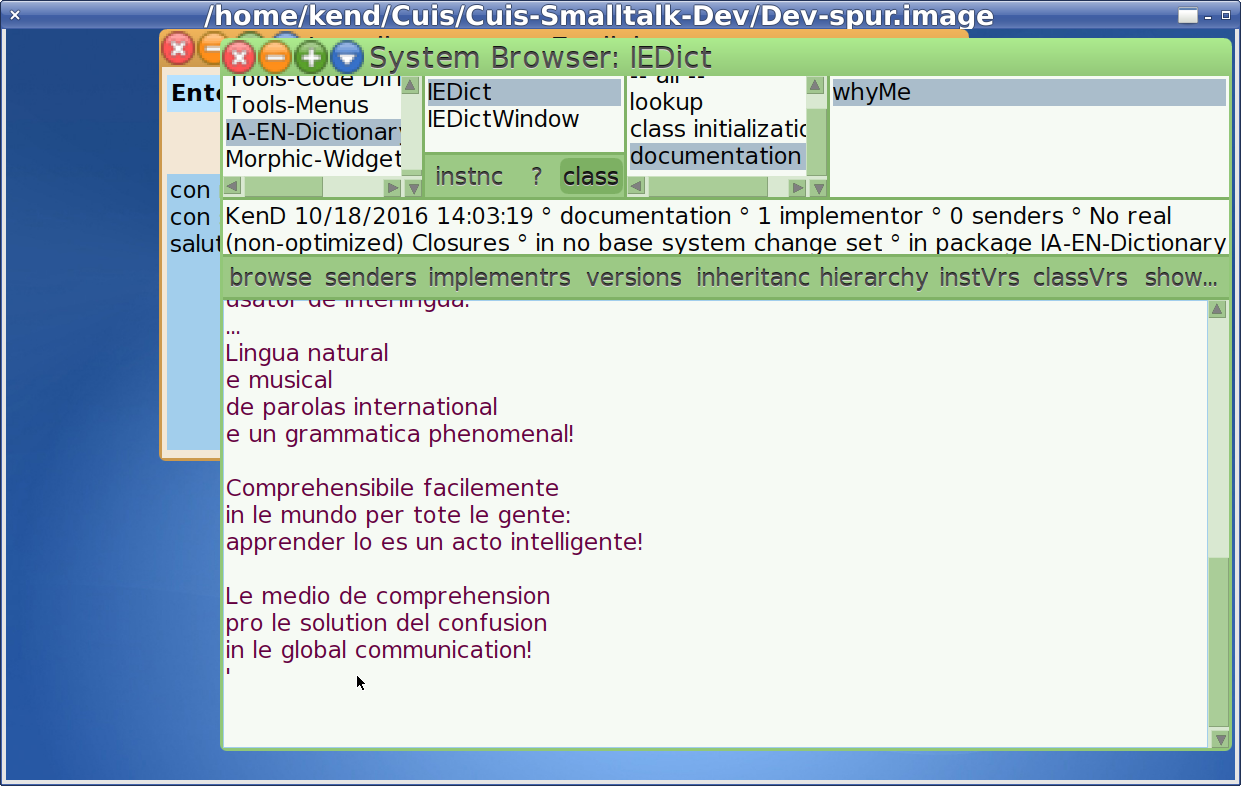 /home/kend/Cuis/Cuis-Smalltalk-Dev/Dev-spur.image
System Browser: IEDict
Ente
con
con
salut
Tools-Menus
IA-EN-Dictionary
Morphic-Widget
IEDict
IEDictWindow
instnc ? class
-- all --
lookup
class initializatio
documentation
whyMe
KenD 10/18/2016 14:03:19 ° documentation ° 1 implementor ° 0 senders ° No real
(non-optimized) Closures ° in no base system change set ° in package IA-EN-Dictionary
browse senders implementrs versions inheritanc hierarchy instVrs classVrs show...
usator de interlingua.
...
Lingua natural
e musical
de parolas international
e un grammatica phenomenal!
Comprehensibile facilemente
in le mundo per tote le gente:
apprender lo es un acto intelligente!
Le medio de comprehension
pro le solution del confusion
in le global communication!
'